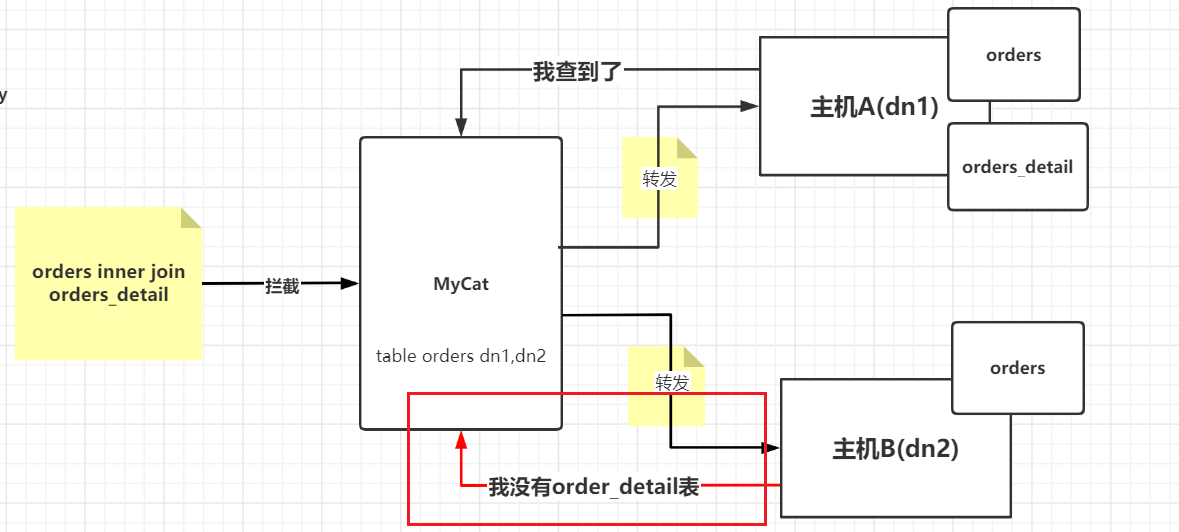 y
orders inner join
orders_detail
拦截
MyCat
table orders dn1,dn2
我查到了
转发
主机A(dn1)
orders
orders_detail
转发
我没有order_detail表
主机B(dn2)
orders